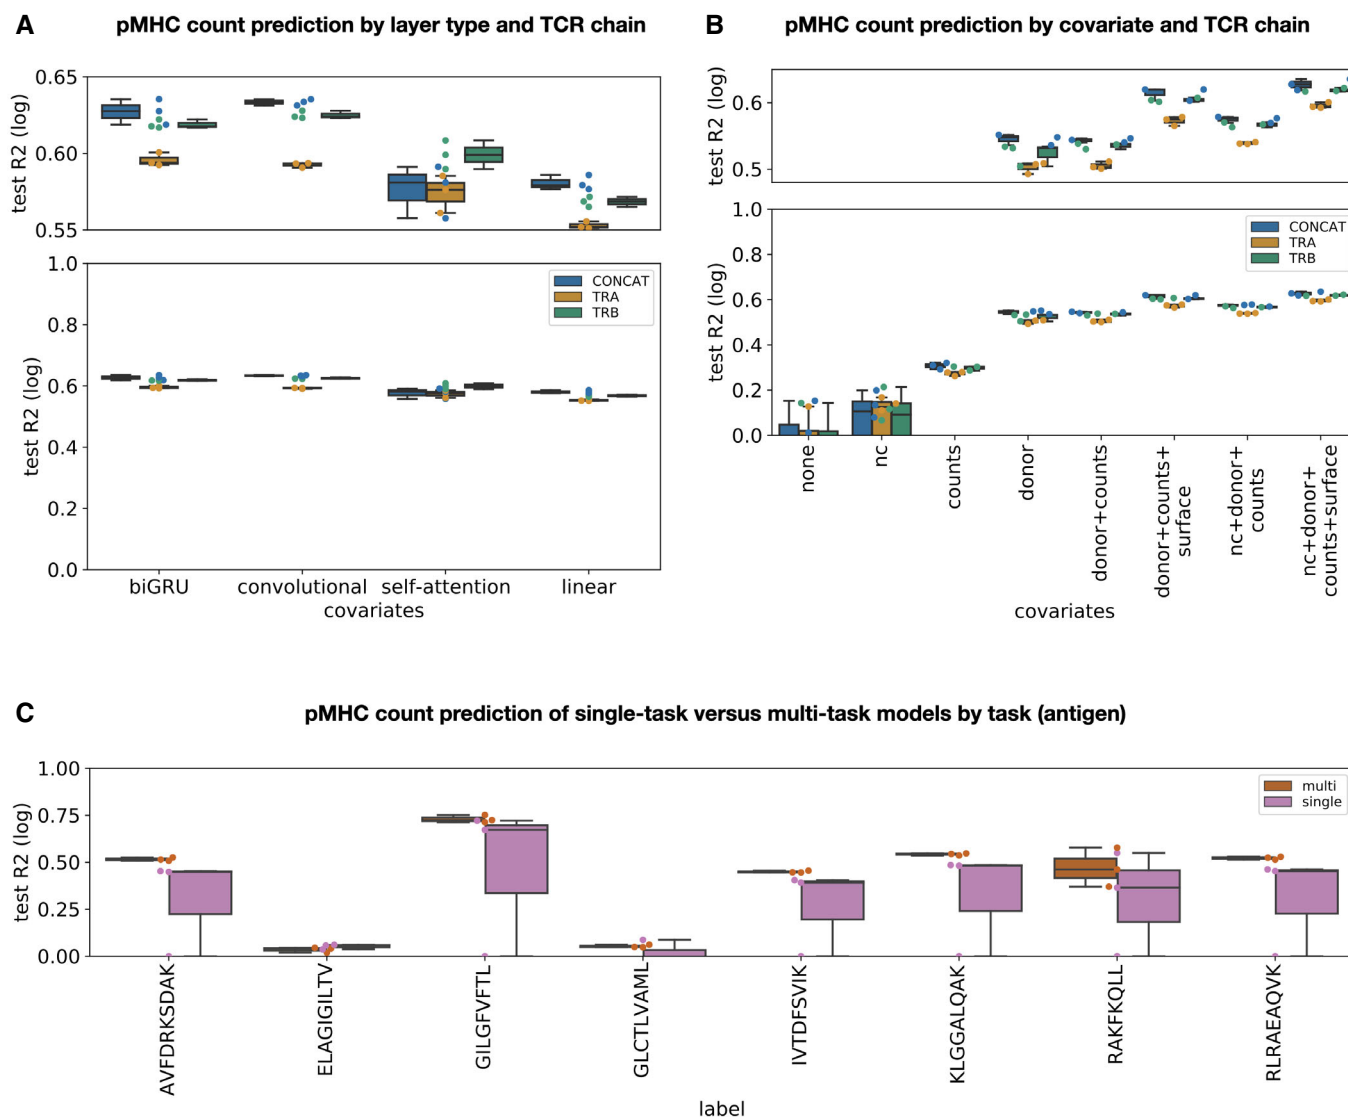 A
pMHC count prediction by layer type and TCR chain
test R2 (log)
0.65
0.60
0.55
test R2 (log)
1.0
0.8
0.6
0.4
0.2
0.0
CONCAT
TRA
TRB
biGRU
convolutional
self-attention
linear
covariates
B
pMHC count prediction by covariate and TCR chain
test R2 (log)
0.6
0.5
test R2 (log)
1.0
0.8
0.6
0.4
0.2
0.0
CONCAT
TRA
TRB
none
nc
counts
donor
donor+counts
donor+counts+
surface
nc+donor+
counts
nc+donor+
counts+surface
covariates
C
pMHC count prediction of single-task versus multi-task models by task (antigen)
test R2 (log)
1.00
0.75
0.50
0.25
0.00
multi
single
AVFDRKSDAK
ELAGIGILTV
GILGFVFTL
GLCTLVAML
IVTDFSVIK
KLGGALQAK
RAKFKQLL
RLRAEAQVK
label